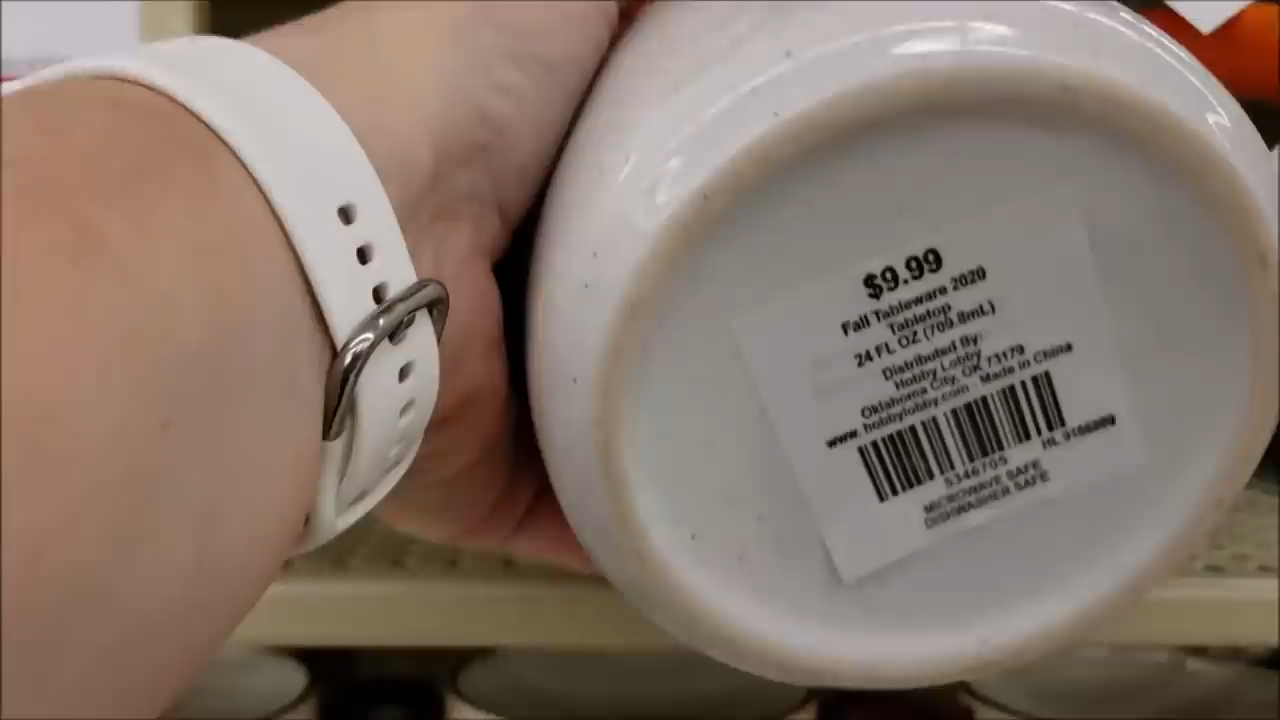 $9.99
Fall Tableware 2020
Tabletop
24 FL OZ (709.8mL)
Distributed By:
Hobby Lobby
Oklahoma City, OK 73179
www.hobbylobby.com - Made in China
5346705 HL
MICROWAVE SAFE
DISHWASHER SAFE